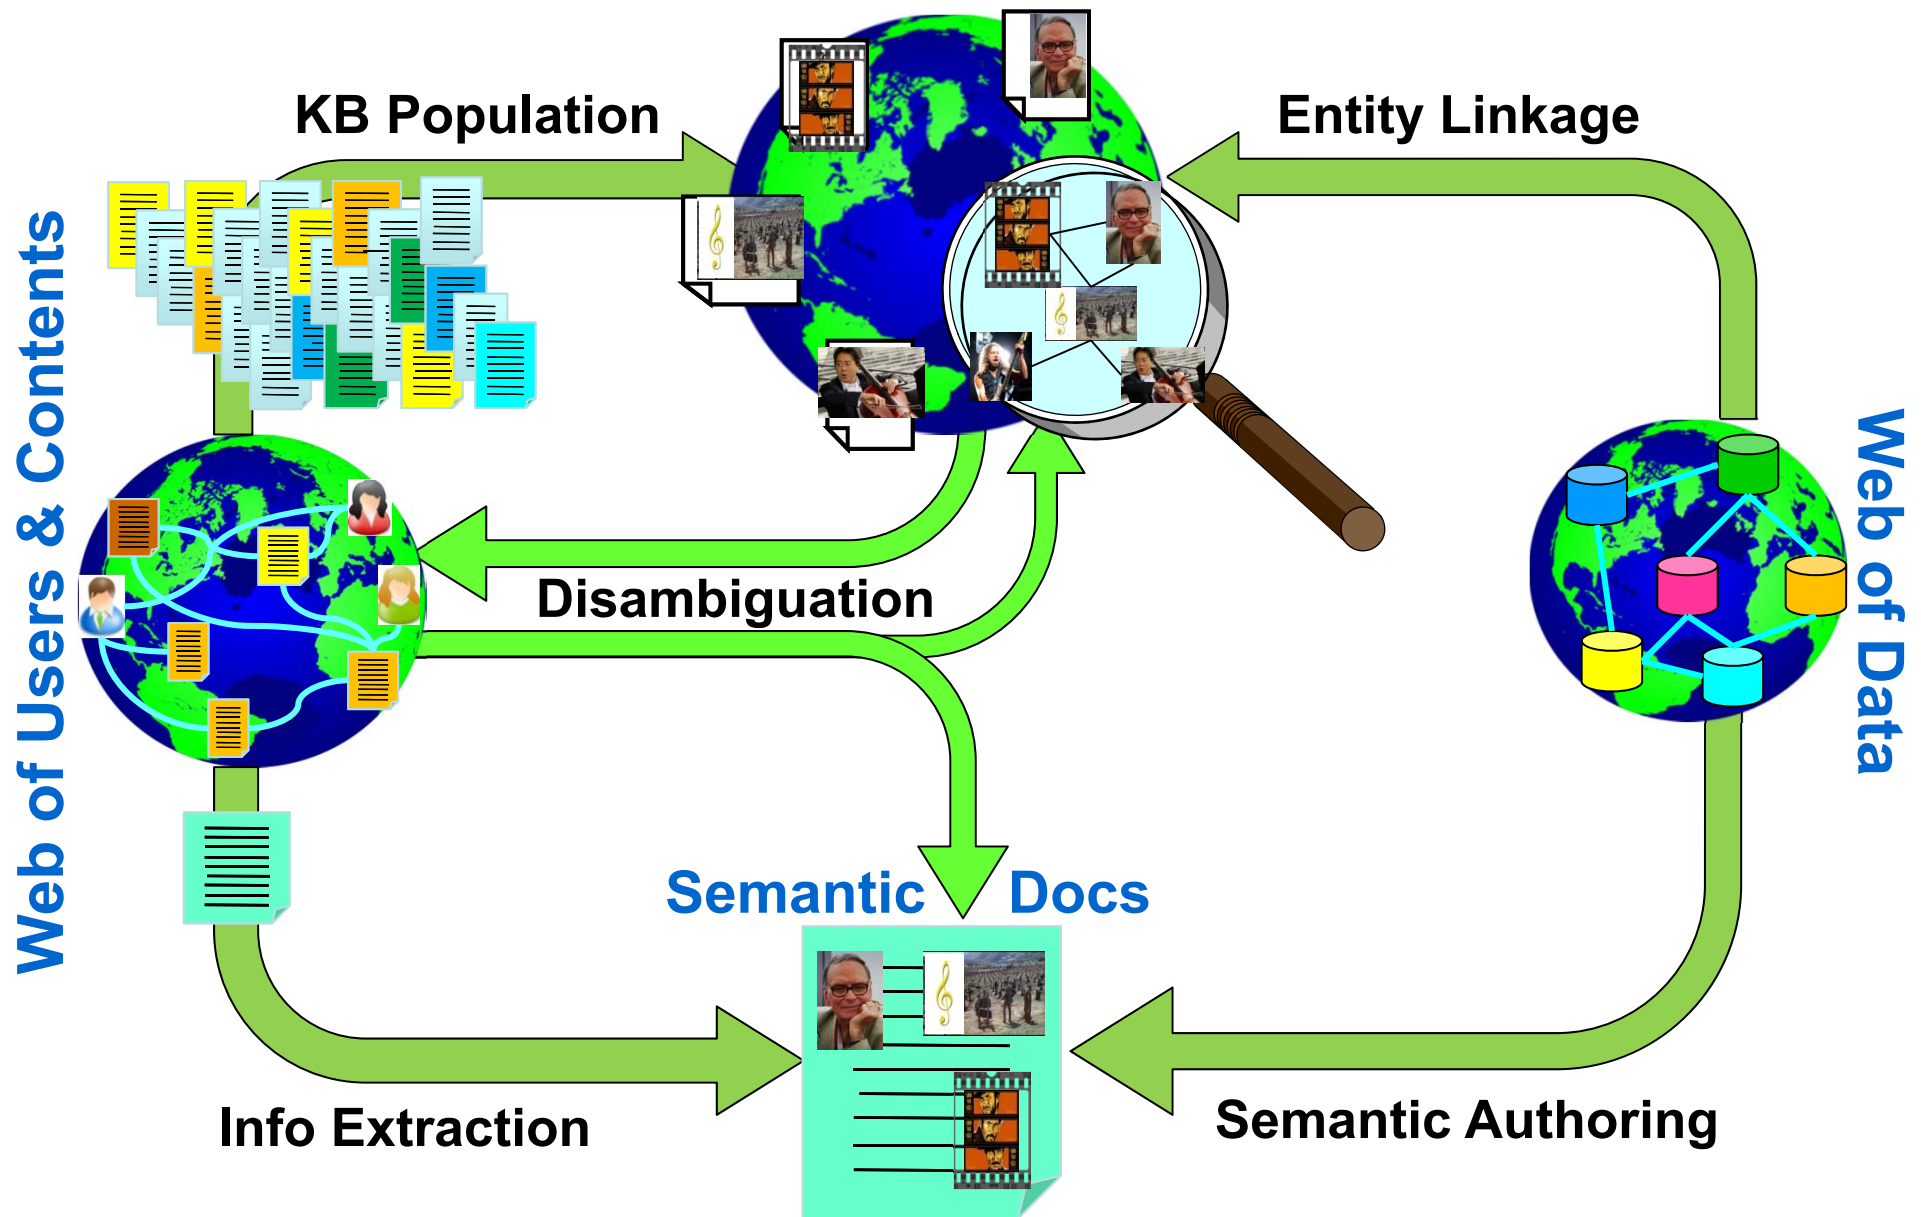 KB Population
Entity Linkage
Web of Users & Contents
Web of Data
Disambiguation
Semantic Docs
Info Extraction
Semantic Authoring